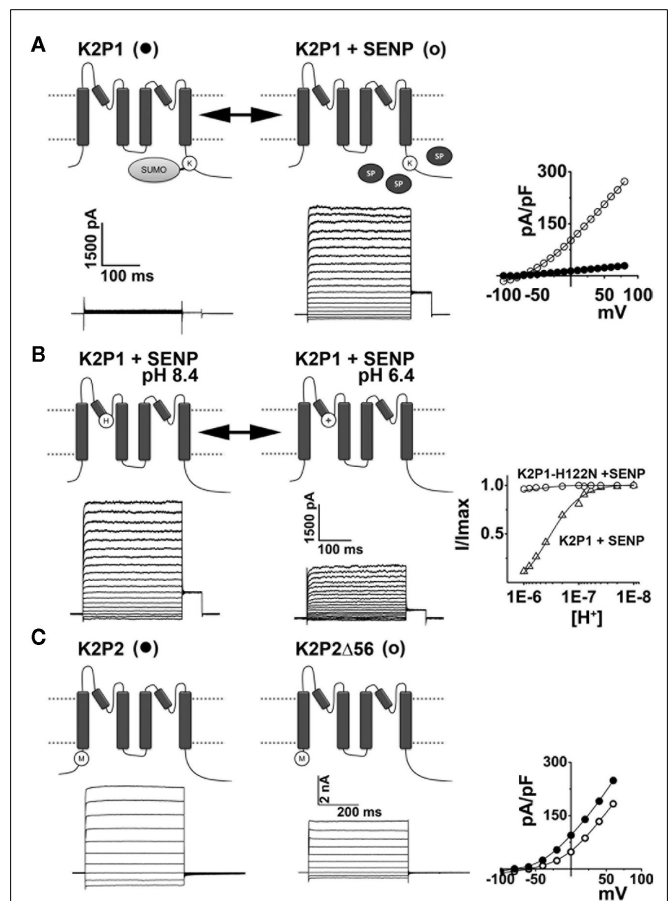 A
K2P1 (●)
K2P1 + SENP (o)
SUMO
K
SP
SP
SP
K
1500 pA
100 ms
pA/pF
300
150
-100
-50
50
100
mV
B
K2P1 + SENP
pH 8.4
K2P1 + SENP
pH 6.4
H
+
1500 pA
100 ms
I/Imax
1.0
0.5
K2P1-H122N +SENP
K2P1 + SENP
1E-6
1E-7
1E-8
[H⁺]
C
K2P2 (●)
K2P2Δ56 (o)
M
M
2 nA
200 ms
pA/pF
300
150
-100
-50
50
100
mV